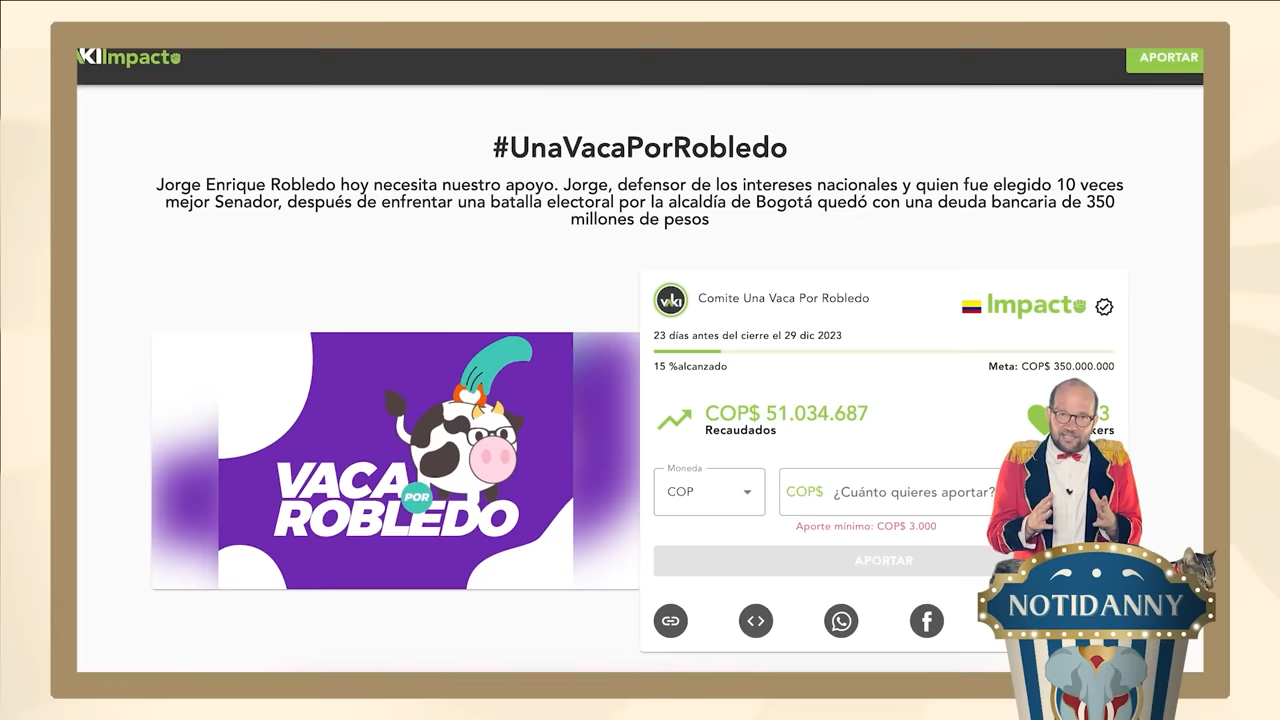 KIImpacto
APORTAR
#UnaVacaPorRobledo
Jorge Enrique Robledo hoy necesita nuestro apoyo. Jorge, defensor de los intereses nacionales y quien fue elegido 10 veces
mejor Senador, después de enfrentar una batalla electoral por la alcaldía de Bogotá quedó con una deuda bancaria de 350
millones de pesos
vaki
Comite Una Vaca Por Robledo
Impacto
23 días antes del cierre el 29 dic 2023
15 %alcanzado
Meta: COP$ 350.000.000
COP$ 51.034.687
Recaudados
3
kers
Moneda
COP
COP$ ¿Cuánto quieres aportar?
Aporte mínimo: COP$ 3.000
APORTAR
VACA
POR
ROBLEDO
NOTIDANNY